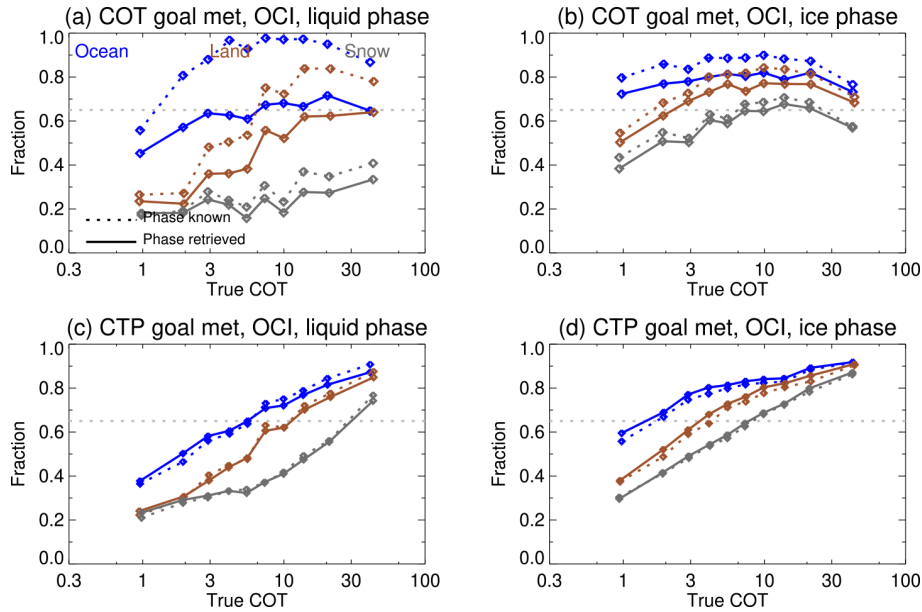 (a) COT goal met, OCI, liquid phase
(b) COT goal met, OCI, ice phase
1.0
0.8
0.6
0.4
0.2
0.0
Fraction
Ocean
Land
Snow
Phase known
Phase retrieved
0.3
1
3
10
30
100
True COT
1.0
0.8
0.6
0.4
0.2
0.0
Fraction
0.3
1
3
10
30
100
True COT
(c) CTP goal met, OCI, liquid phase
(d) CTP goal met, OCI, ice phase
1.0
0.8
0.6
0.4
0.2
0.0
Fraction
0.3
1
3
10
30
100
True COT
1.0
0.8
0.6
0.4
0.2
0.0
Fraction
0.3
1
3
10
30
100
True COT